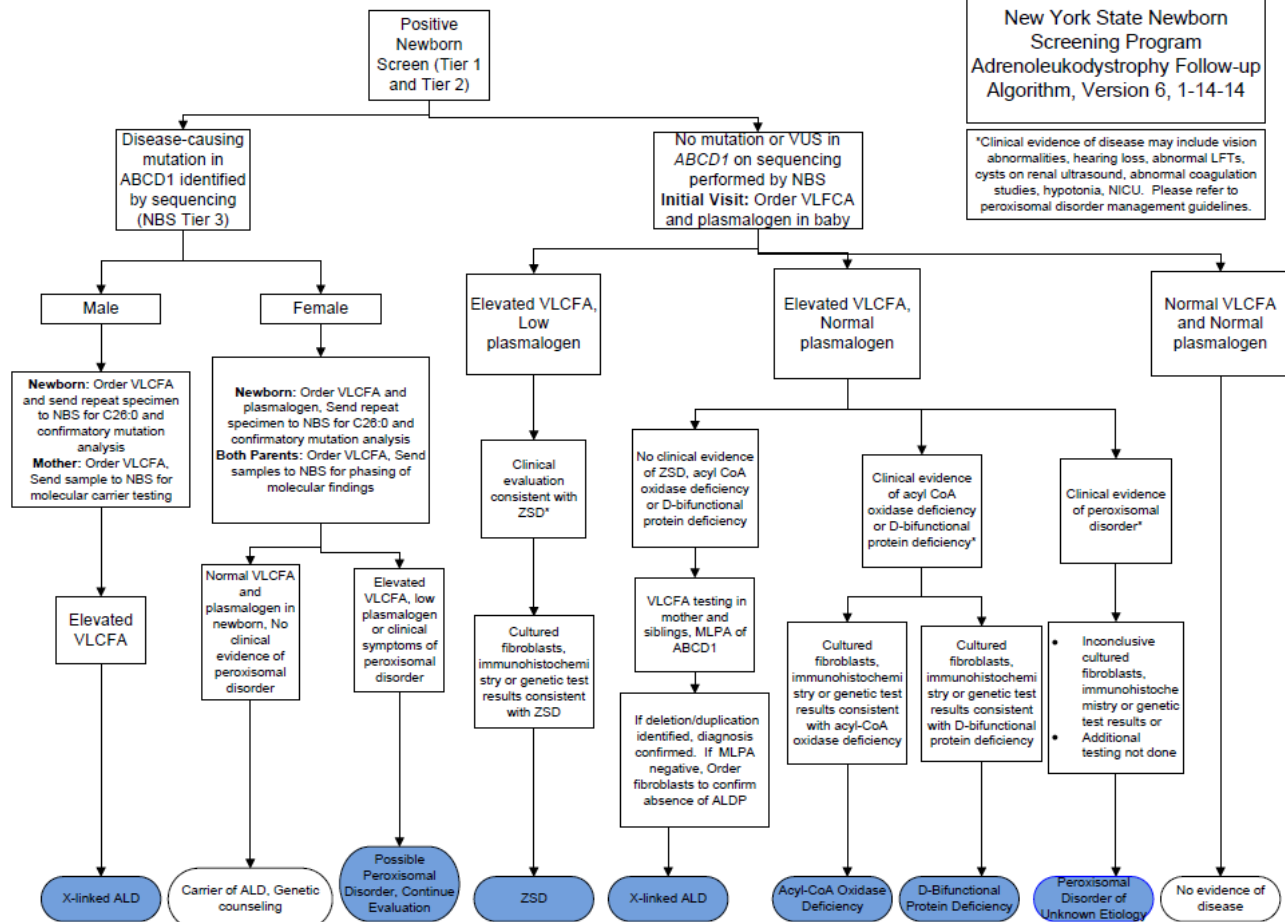 Positive
Newborn
Screen (Tier 1
and Tier 2)
New York State Newborn
Screening Program
Adrenoleukodystrophy Follow-up
Algorithm, Version 6, 1-14-14
*Clinical evidence of disease may include vision
abnormalities, hearing loss, abnormal LFTs,
cysts on renal ultrasound, abnormal coagulation
studies, hypotonia, NICU.  Please refer to
peroxisomal disorder management guidelines.
Disease-causing
mutation in
ABCD1 identified
by sequencing
(NBS Tier 3)
No mutation or VUS in
ABCD1 on sequencing
performed by NBS
Initial Visit: Order VLFCA
and plasmalogen in baby
Male
Female
Elevated VLCFA,
Low
plasmalogen
Elevated VLCFA,
Normal
plasmalogen
Normal VLCFA
and Normal
plasmalogen
Newborn: Order VLCFA
and send repeat specimen
to NBS for C26:0 and
confirmatory mutation
analysis
Mother: Order VLCFA,
Send sample to NBS for
molecular carrier testing
Newborn: Order VLCFA and
plasmalogen, Send repeat
specimen to NBS for C26:0 and
confirmatory mutation analysis
Both Parents: Order VLCFA, Send
samples to NBS for phasing of
molecular findings
Clinical
evaluation
consistent with
ZSD*
No clinical evidence
of ZSD, acyl CoA
oxidase deficiency
or D-bifunctional
protein deficiency
Clinical evidence
of acyl CoA
oxidase deficiency
or D-bifunctional
protein deficiency*
Clinical evidence
of peroxisomal
disorder*
Elevated
VLCFA
Normal VLCFA
and
plasmalogen in
newborn, No
clinical
evidence of
peroxisomal
disorder
Elevated
VLCFA, low
plasmalogen
or clinical
symptoms of
peroxisomal
disorder
Cultured
fibroblasts,
immunohistochemi
stry or genetic test
results consistent
with ZSD
VLCFA testing in
mother and
siblings, MLPA of
ABCD1
If deletion/duplication
identified, diagnosis
confirmed.  If  MLPA
negative, Order
fibroblasts to confirm
absence of ALDP
Cultured
fibroblasts,
immunohistochem
istry or genetic test
results consistent
with acyl-CoA
oxidase deficiency
Cultured
fibroblasts,
immunohistochem
istry or genetic test
results consistent
with D-bifunctional
protein deficiency
• Inconclusive
cultured
fibroblasts,
immunohistoche
mistry or genetic
test results or
• Additional
testing not done
X-linked ALD
Carrier of ALD, Genetic
counseling
Possible
Peroxisomal
Disorder, Continue
Evaluation
ZSD
X-linked ALD
Acyl-CoA Oxidase
Deficiency
D-Bifunctional
Protein Deficiency
Peroxisomal
Disorder of
Unknown Etiology
No evidence of
disease